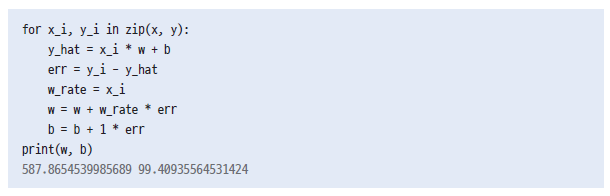 for x_i, y_i in zip(x, y):
    y_hat = x_i * w + b
    err = y_i - y_hat
    w_rate = x_i
    w = w + w_rate * err
    b = b + 1 * err
print(w, b)
587.8654539985689 99.40935564531424